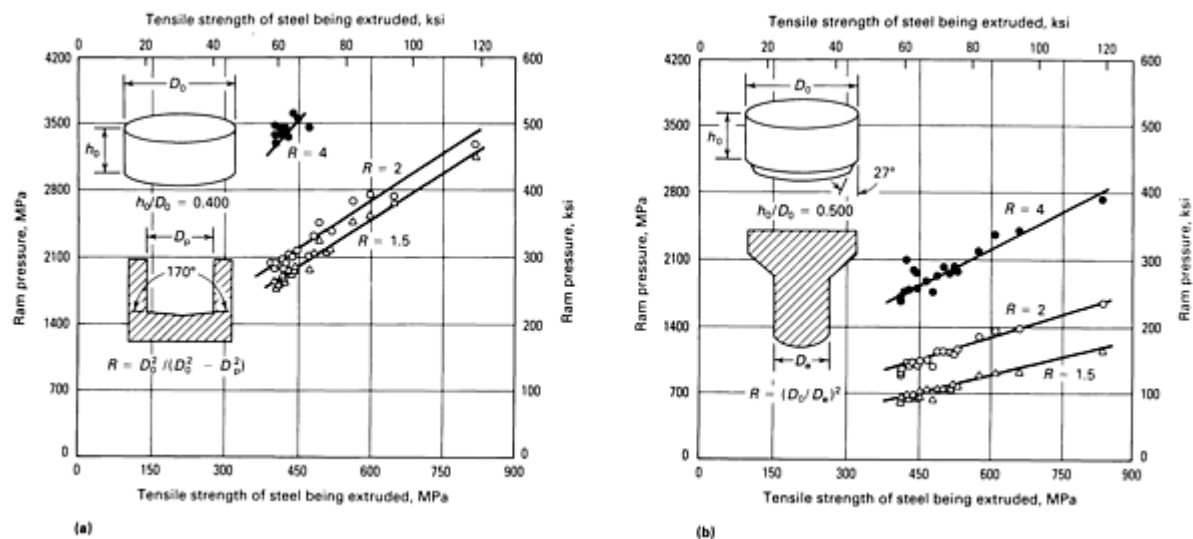 Tensile strength of steel being extruded, ksi
0 20 40 60 80 100 120
4200
3500
2800
2100
1400
700
0
Ram pressure, MPa
600
500
400
300
200
100
0
Ram pressure, ksi
D₀
h₀
h₀/D₀ = 0.400
Dₚ
170°
R = D₀²/(D₀² − Dₚ²)
R = 4
R = 2
R = 1.5
0 150 300 450 600 750 900
Tensile strength of steel being extruded, MPa
(a)
Tensile strength of steel being extruded, ksi
0 20 40 60 80 100 120
4200
3500
2800
2100
1400
700
0
Ram pressure, MPa
600
500
400
300
200
100
0
Ram pressure, ksi
D₀
h₀
27°
h₀/D₀ = 0.500
Dₑ
R = (D₀/Dₑ)²
R = 4
R = 2
R = 1.5
0 150 300 450 600 750 900
Tensile strength of steel being extruded, MPa
(b)